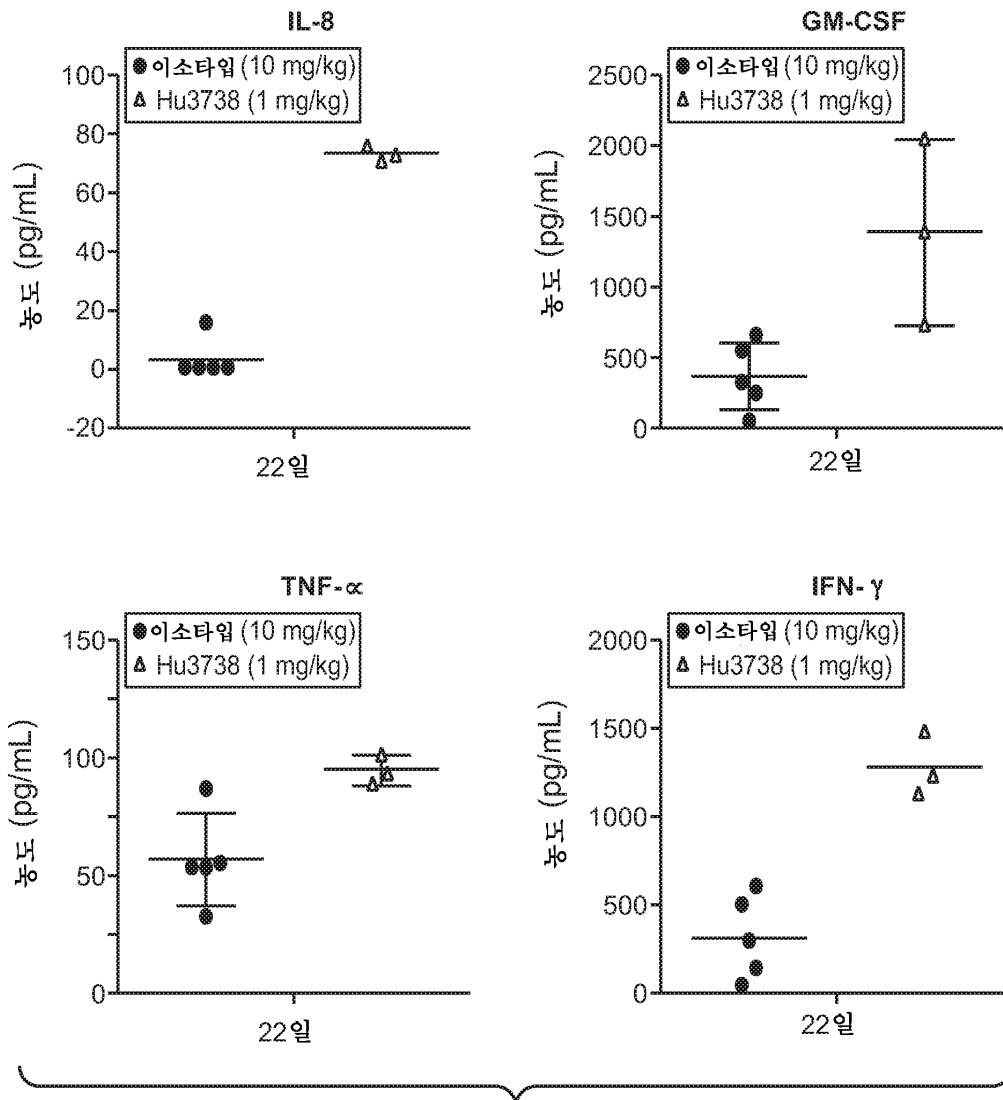 IL-8
● 이소타입 (10 mg/kg)
△ Hu3738 (1 mg/kg)
100
80
60
40
20
0
-20
농도 (pg/mL)
22일
GM-CSF
● 이소타입 (10 mg/kg)
△ Hu3738 (1 mg/kg)
2500
2000
1500
1000
500
0
농도 (pg/mL)
22일
TNF-∝
● 이소타입 (10 mg/kg)
△ Hu3738 (1 mg/kg)
150
100
50
0
농도 (pg/mL)
22일
IFN- γ
● 이소타입 (10 mg/kg)
△ Hu3738 (1 mg/kg)
2000
1500
1000
500
0
농도 (pg/mL)
22일